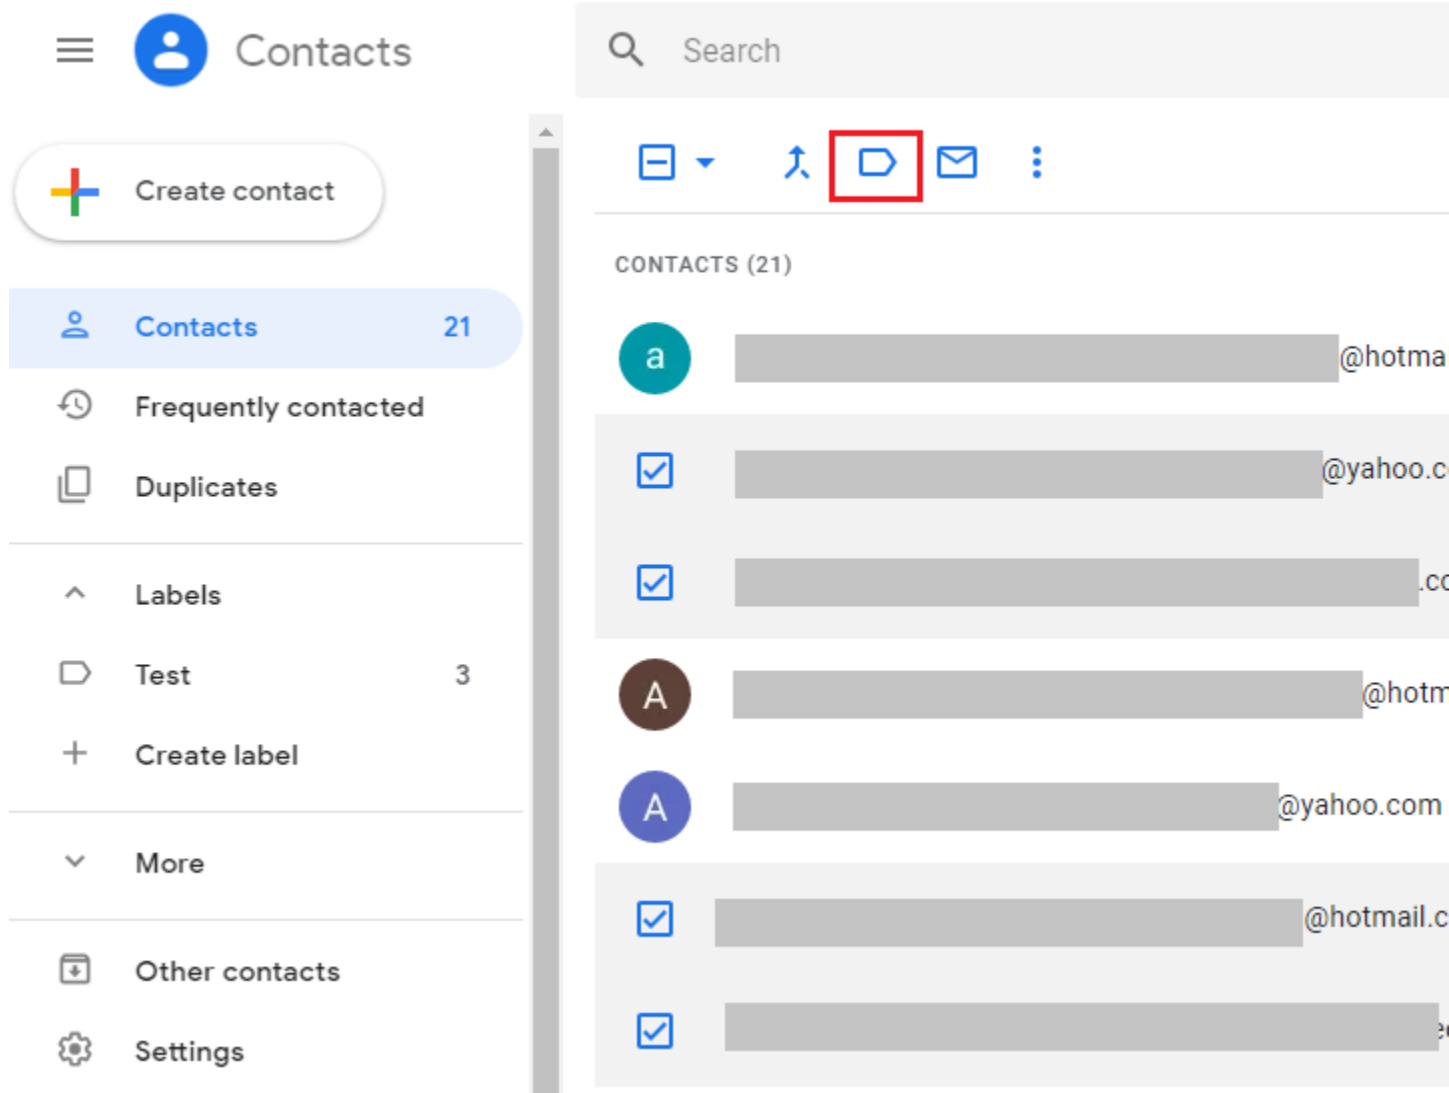 Contacts
Search
Create contact
CONTACTS (21)
Contacts 21
Frequently contacted
Duplicates
Labels
Test 3
Create label
More
Other contacts
Settings
a @hotma
@yahoo.c
.co
A @hotm
A @yahoo.com
@hotmail.c